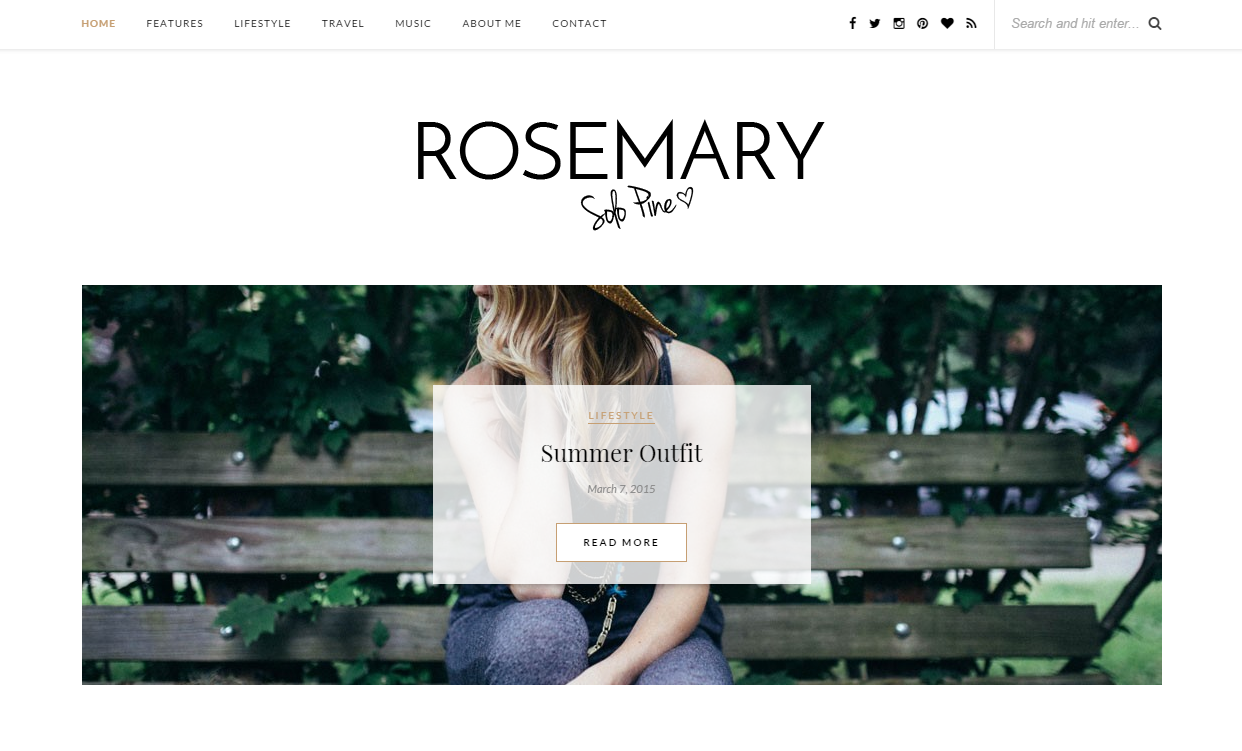 HOME FEATURES LIFESTYLE TRAVEL MUSIC ABOUT ME CONTACT Search and hit enter...
ROSEMARY
Solo Pine
LIFESTYLE
Summer Outfit
March 7, 2015
READ MORE